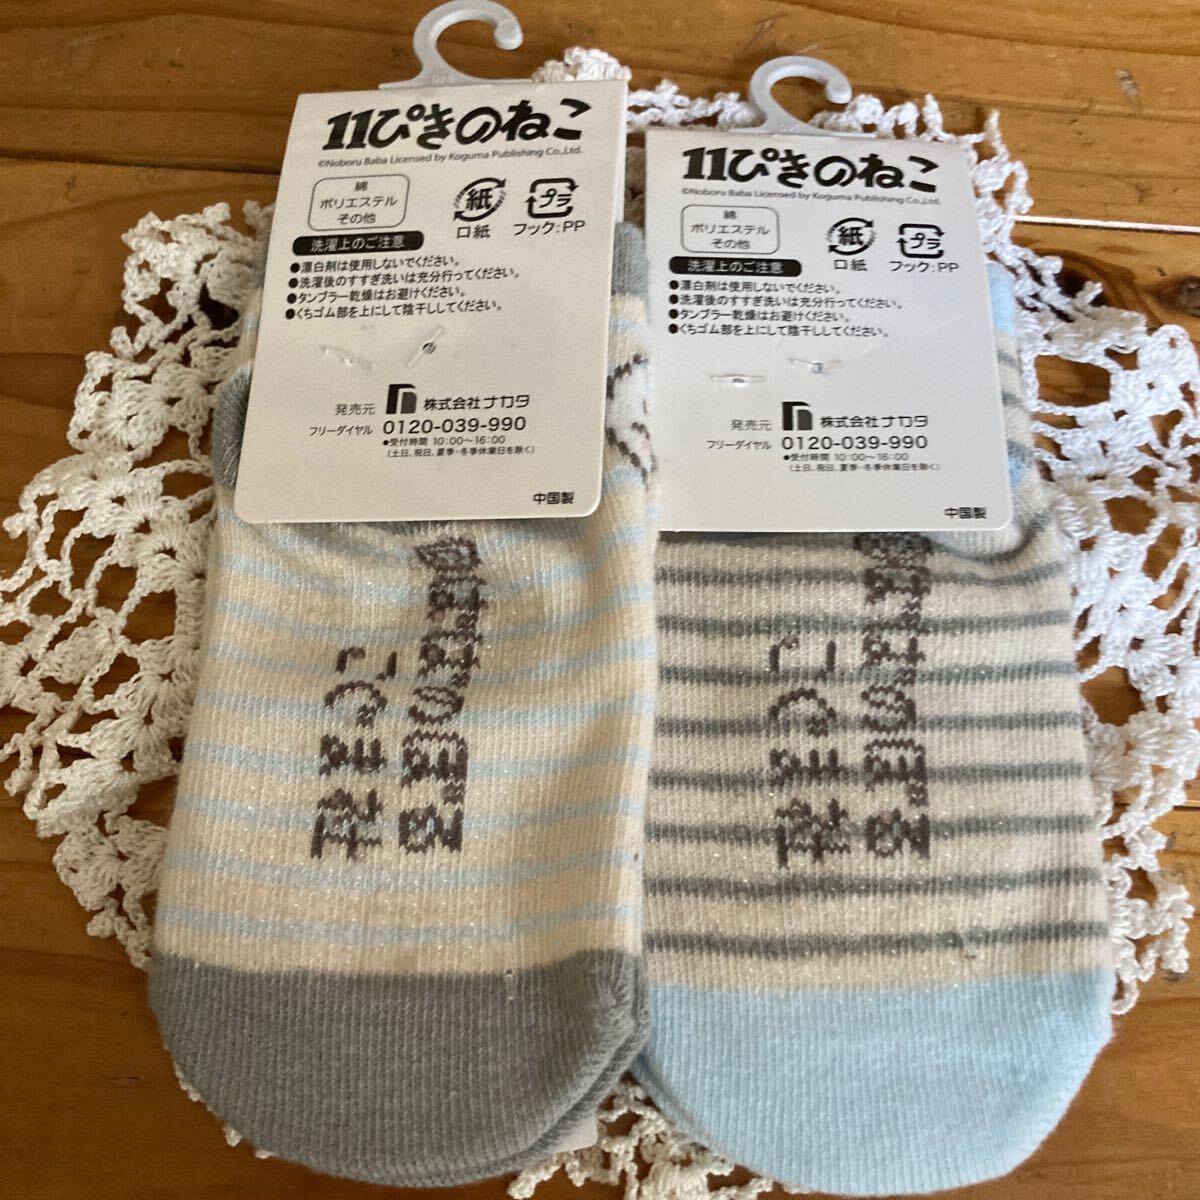 11ぴきのねこ
©Noboru Baba Licensed by Koguma Publishing Co.,Ltd.
綿
ポリエステル
その他
紙
口紙
プラ
フック:PP
洗濯上のご注意
●漂白剤は使用しないでください。
●洗濯後のすすぎ洗いは充分行ってください。
●タンブラー乾燥はお避けください。
●くちゴム部を上にして陰干ししてください。
発売元 株式会社ナカタ
フリーダイヤル 0120-039-990
●受付時間 10:00〜16:00
(土日、祝日、夏季・冬季休業日を除く)
中国製
11ぴきのねこ
©Noboru Baba Licensed by Koguma Publishing Co.,Ltd.
綿
ポリエステル
その他
紙
口紙
プラ
フック:PP
洗濯上のご注意
●漂白剤は使用しないでください。
●洗濯後のすすぎ洗いは充分行ってください。
●タンブラー乾燥はお避けください。
●くちゴム部を上にして陰干ししてください。
発売元 株式会社ナカタ
フリーダイヤル 0120-039-990
●受付時間 10:00〜16:00
(土日、祝日、夏季・冬季休業日を除く)
中国製